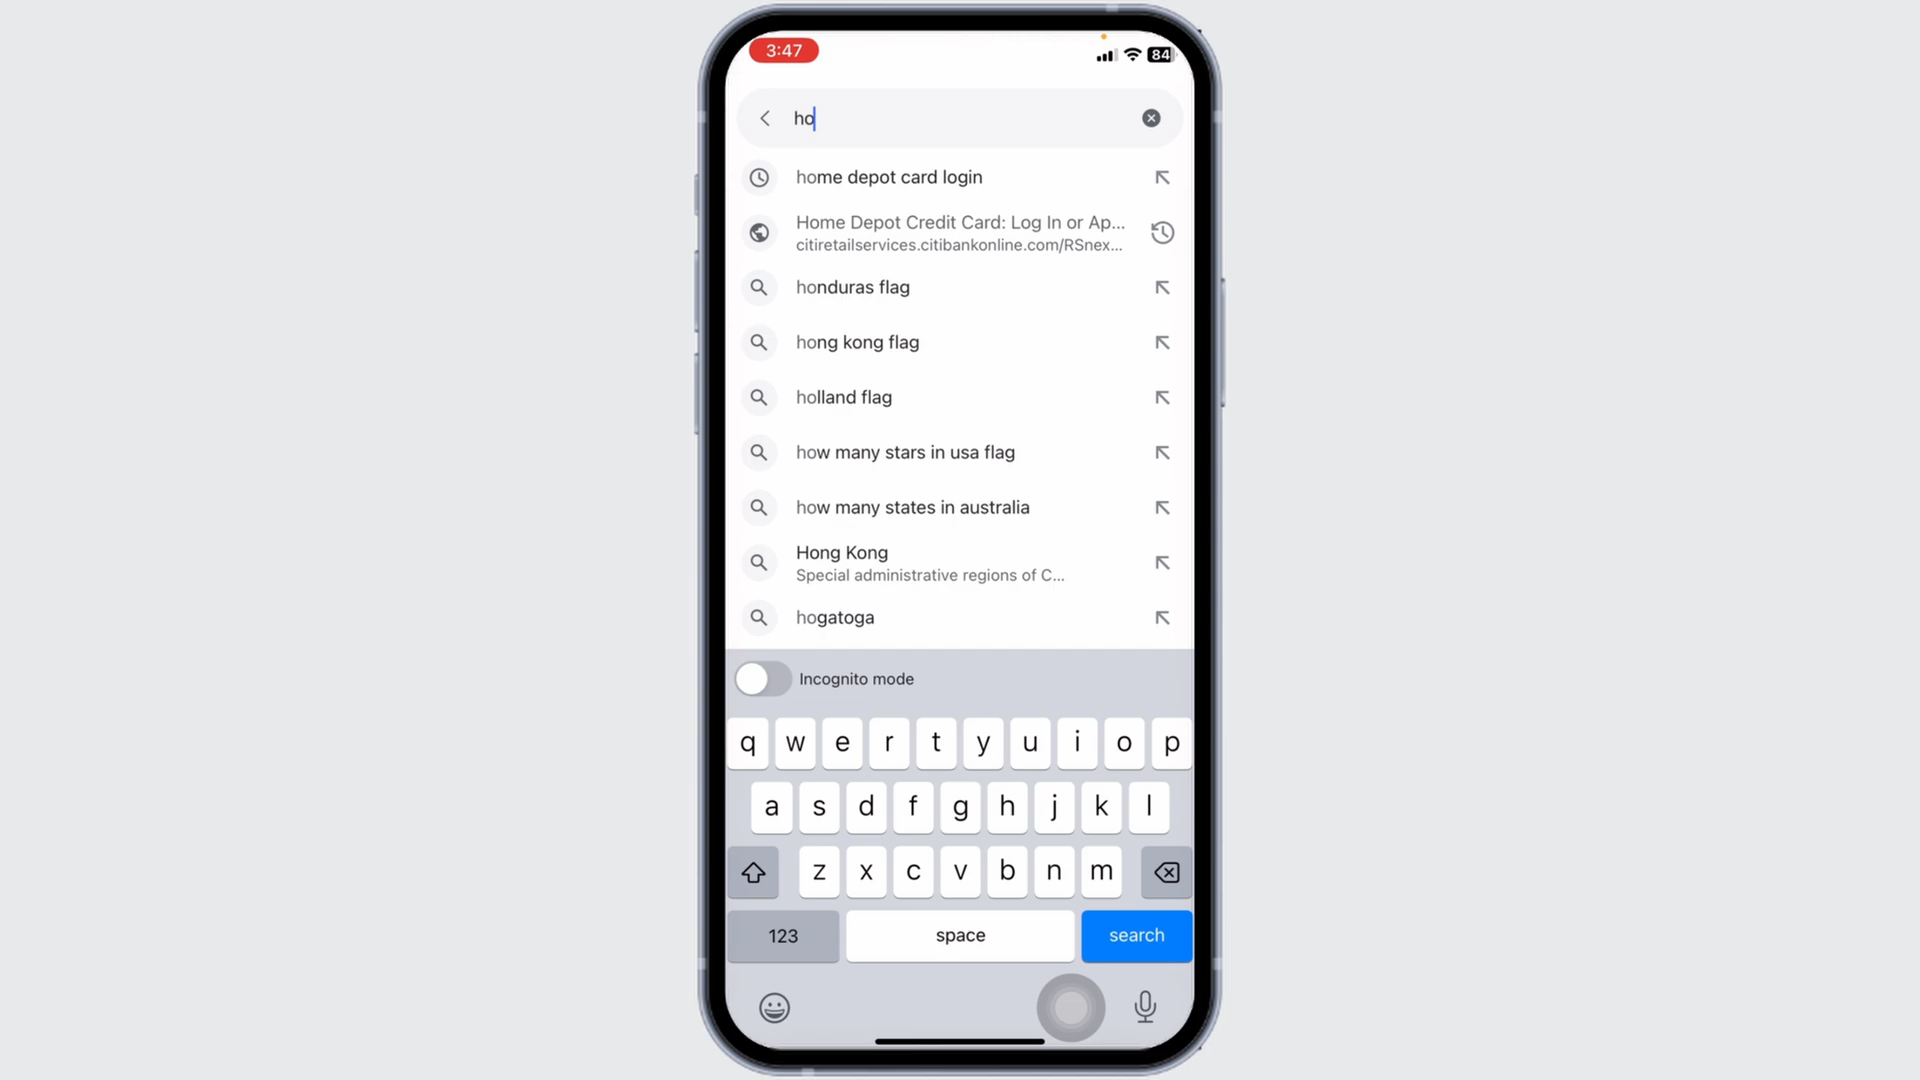 3:47
84
ho
home depot card login
Home Depot Credit Card: Log In or Ap...
citiretailservices.citibankonline.com/RSnex...
honduras flag
hong kong flag
holland flag
how many stars in usa flag
how many states in australia
Hong Kong
Special administrative regions of C...
hogatoga
Incognito mode
q w e r t y u i o p
a s d f g h j k l
z x c v b n m
123 space search